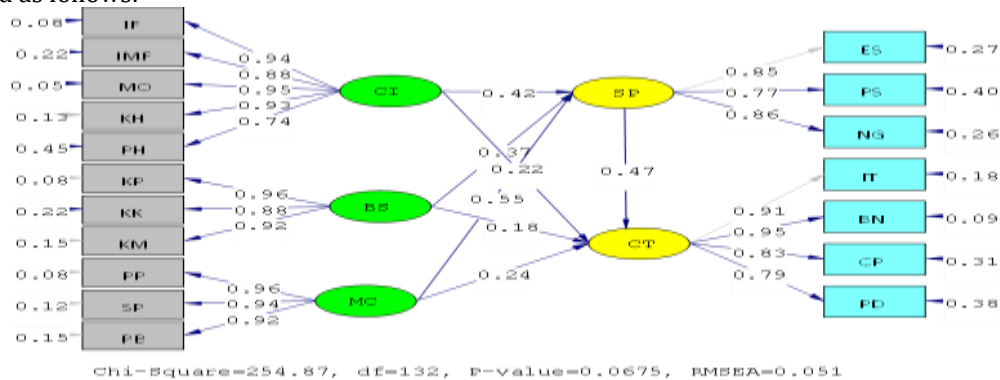 d as follows.
0.08 IF
0.22 IMF
0.05 MO
0.13 KH
0.45 PH
0.08 KP
0.22 KK
0.15 KM
0.08 PP
0.12 SP
0.15 PE
0.94
0.88
0.95
0.93
0.74
0.96
0.88
0.92
0.96
0.94
0.92
CI
BS
MC
0.42
0.37
0.22
0.55
0.18
0.24
SP
0.47
CT
0.85
0.77
0.86
0.91
0.95
0.83
0.79
ES 0.27
PS 0.40
NG 0.26
IT 0.18
BN 0.09
CP 0.31
PD 0.38
Chi-Square=254.87, df=132, P-value=0.0675, RMSEA=0.051